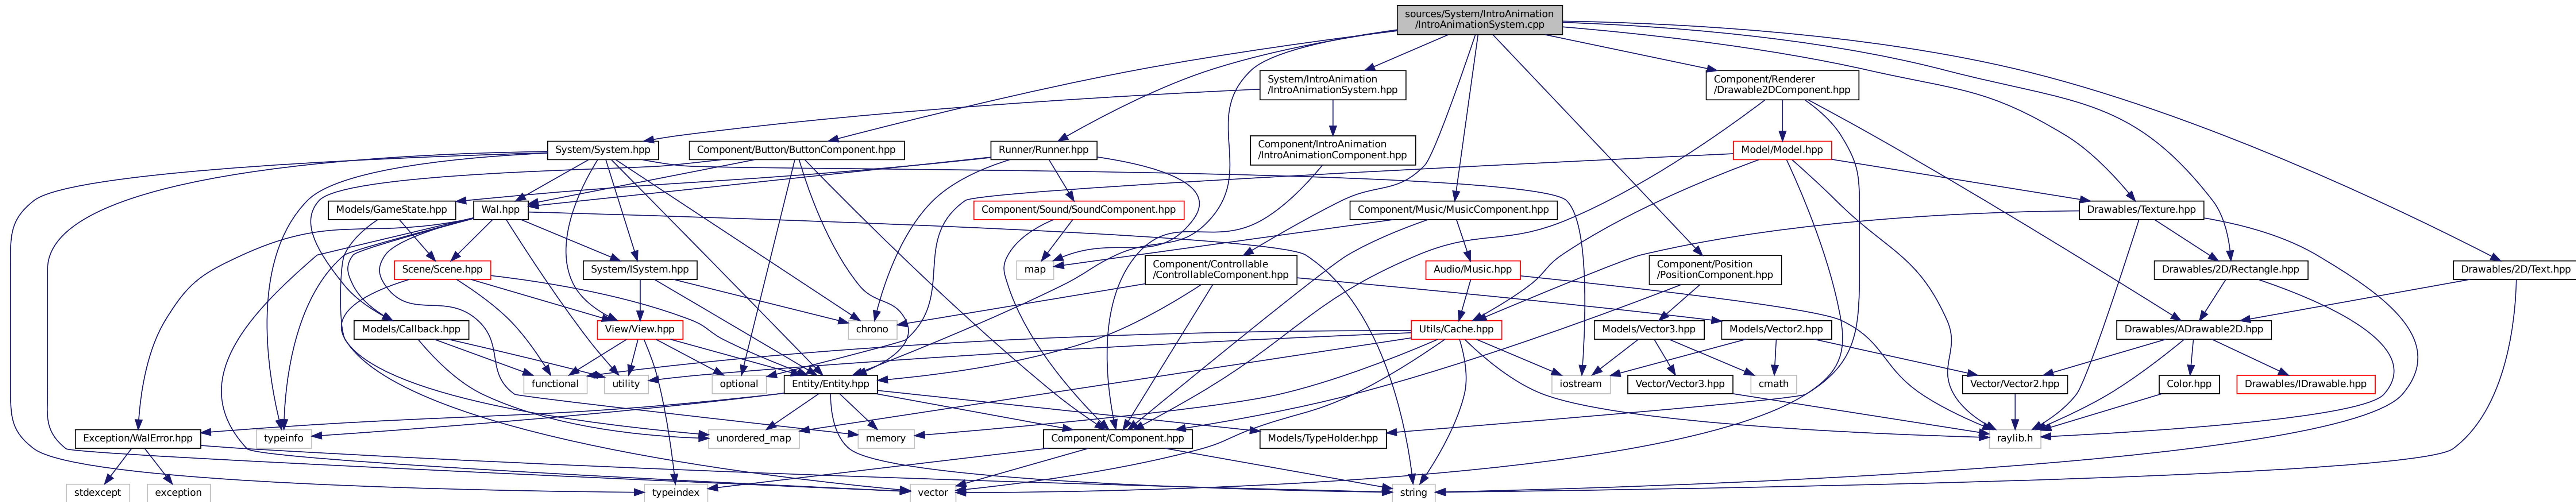 sources/System/IntroAnimation
/IntroAnimationSystem.cpp
System/IntroAnimation
/IntroAnimationSystem.hpp
Component/Renderer
/Drawable2DComponent.hpp
System/System.hpp
Component/Button/ButtonComponent.hpp
Runner/Runner.hpp
Component/IntroAnimation
/IntroAnimationComponent.hpp
Model/Model.hpp
Models/GameState.hpp
Wal.hpp
Component/Sound/SoundComponent.hpp
Component/Music/MusicComponent.hpp
Drawables/Texture.hpp
Scene/Scene.hpp
System/ISystem.hpp
map
Component/Controllable
/ControllableComponent.hpp
Audio/Music.hpp
Component/Position
/PositionComponent.hpp
Drawables/2D/Rectangle.hpp
Drawables/2D/Text.hpp
Models/Callback.hpp
View/View.hpp
chrono
Utils/Cache.hpp
Models/Vector3.hpp
Models/Vector2.hpp
Drawables/ADrawable2D.hpp
functional
utility
optional
Entity/Entity.hpp
iostream
Vector/Vector3.hpp
cmath
Vector/Vector2.hpp
Color.hpp
Drawables/IDrawable.hpp
Exception/WalError.hpp
typeinfo
unordered_map
memory
Component/Component.hpp
Models/TypeHolder.hpp
raylib.h
stdexcept
exception
typeindex
vector
string